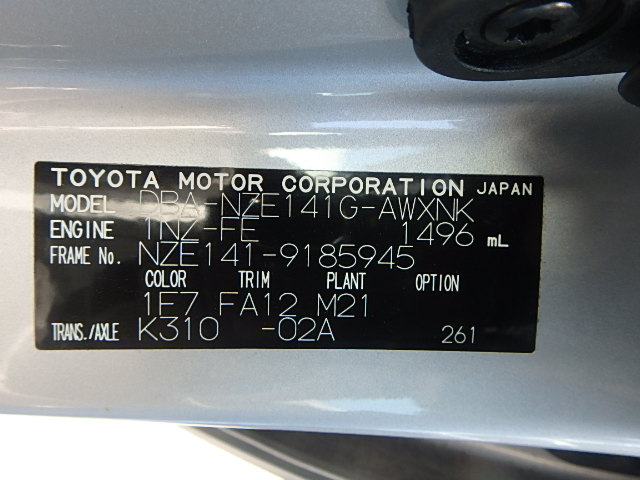 TOYOTA MOTOR CORPORATION JAPAN
MODEL DBA-NZE141G-AWXNK
ENGINE 1NZ-FE 1496 mL
FRAME No. NZE141-9185945
COLOR TRIM PLANT OPTION
1F7 FA12 M21
TRANS./AXLE K310 -02A 261